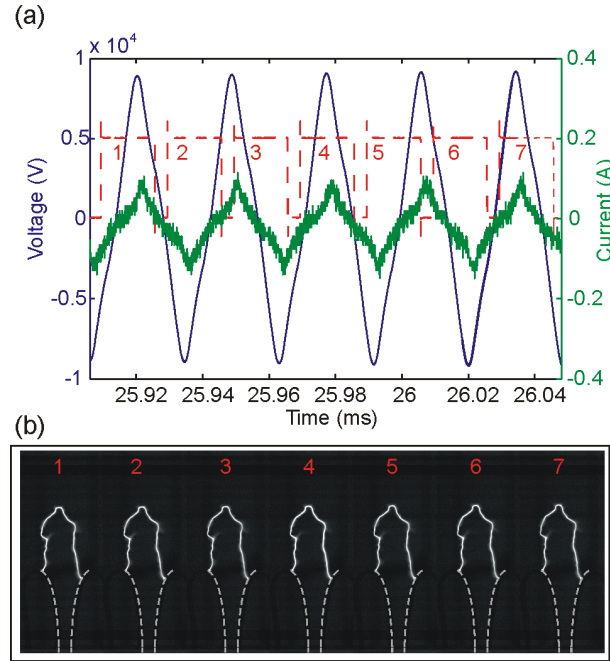 (a)
1 x 10⁴
0.5
0
-0.5
-1
Voltage (V)
0.4
0.2
0
-0.2
-0.4
Current (A)
1 2 3 4 5 6 7
25.92 25.94 25.96 25.98 26 26.02 26.04
Time (ms)
(b)
1 2 3 4 5 6 7